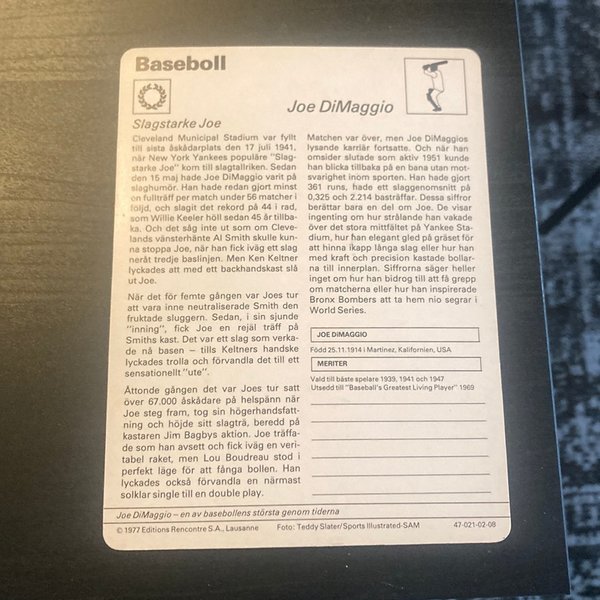 Baseboll
Joe DiMaggio
Slagstarke Joe
Cleveland Municipal Stadium var fyllt
till sista åskådarplats den 17 juli 1941,
när New York Yankees populäre "Slag-
starke Joe" kom till slagtallriken. Sedan
den 15 maj hade Joe DiMaggio varit på
slaghumör. Han hade redan gjort minst
en fullträff per match under 56 matcher i
följd, och slagit det rekord på 44 i rad,
som Willie Keeler höll sedan 45 år tillba-
ka. Och det såg inte ut som om Cleve-
lands vänsterhänte Al Smith skulle kun-
na stoppa Joe, när han fick iväg ett slag
neråt tredje baslinjen. Men Ken Keltner
lyckades att med ett backhandskast slå
ut Joe.
När det för femte gången var Joes tur
att vara inne neutraliserade Smith den
fruktade sluggern. Sedan, i sin sjunde
"inning", fick Joe en rejäl träff på
Smiths kast. Det var ett slag som verka-
de nå basen – tills Keltners handske
lyckades trolla och förvandla det till ett
sensationellt "ute".
Åttonde gången det var Joes tur satt
över 67.000 åskådare på helspänn när
Joe steg fram, tog sin högerhandsfatt-
ning och höjde sitt slagträ, beredd på
kastaren Jim Bagbys aktion. Joe träffa-
de som han avsett och fick iväg en veri-
tabel raket, men Lou Boudreau stod i
perfekt läge för att fånga bollen. Han
lyckades också förvandla en närmast
solklar single till en double play.
Matchen var över, men Joe DiMaggios
lysande karriär fortsatte. Och när han
omsider slutade som aktiv 1951 kunde
han blicka tillbaka på en bana utan mot-
svarighet inom sporten. Han hade gjort
361 runs, hade ett slaggenomsnitt på
0,325 och 2.214 basträffar. Dessa siffror
berättar bara en del om Joe. De visar
ingenting om hur strålande han vakade
över det stora mittfältet på Yankee Sta-
dium, hur han elegant gled på gräset för
att hinna ikapp långa slag eller hur han
med kraft och precision kastade bollar-
na till innerplan. Siffrorna säger heller
inget om hur han bidrog till att få grepp
om matcherna eller hur han inspirerade
Bronx Bombers att ta hem nio segrar i
World Series.
JOE DiMAGGIO
Född 25.11.1914 i Martinez, Kalifornien, USA
MERITER
Vald till bäste spelare 1939, 1941 och 1947
Utsedd till "Baseball's Greatest Living Player" 1969
Joe DiMaggio – en av basebollens största genom tiderna
© 1977 Editions Rencontre S.A., Lausanne Foto: Teddy Slater/Sports Illustrated-SAM 47-021-02-08